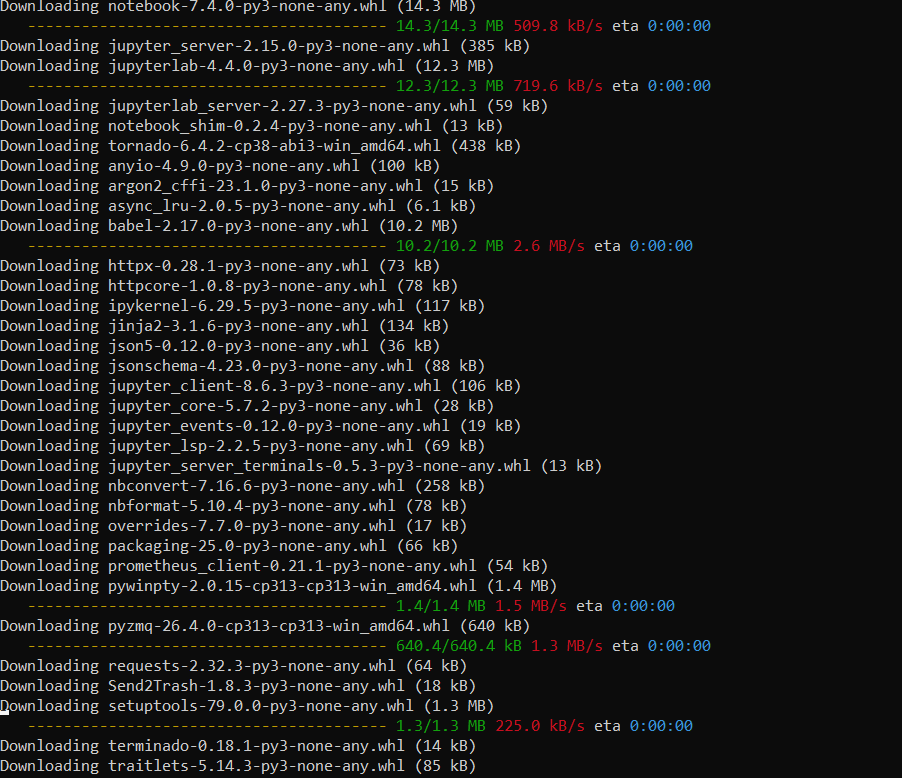 Downloading notebook-7.4.0-py3-none-any.whl (14.3 MB)
---------------------------------------- 14.3/14.3 MB 509.8 kB/s eta 0:00:00
Downloading jupyter_server-2.15.0-py3-none-any.whl (385 kB)
Downloading jupyterlab-4.4.0-py3-none-any.whl (12.3 MB)
---------------------------------------- 12.3/12.3 MB 719.6 kB/s eta 0:00:00
Downloading jupyterlab_server-2.27.3-py3-none-any.whl (59 kB)
Downloading notebook_shim-0.2.4-py3-none-any.whl (13 kB)
Downloading tornado-6.4.2-cp38-abi3-win_amd64.whl (438 kB)
Downloading anyio-4.9.0-py3-none-any.whl (100 kB)
Downloading argon2_cffi-23.1.0-py3-none-any.whl (15 kB)
Downloading async_lru-2.0.5-py3-none-any.whl (6.1 kB)
Downloading babel-2.17.0-py3-none-any.whl (10.2 MB)
---------------------------------------- 10.2/10.2 MB 2.6 MB/s eta 0:00:00
Downloading httpx-0.28.1-py3-none-any.whl (73 kB)
Downloading httpcore-1.0.8-py3-none-any.whl (78 kB)
Downloading ipykernel-6.29.5-py3-none-any.whl (117 kB)
Downloading jinja2-3.1.6-py3-none-any.whl (134 kB)
Downloading json5-0.12.0-py3-none-any.whl (36 kB)
Downloading jsonschema-4.23.0-py3-none-any.whl (88 kB)
Downloading jupyter_client-8.6.3-py3-none-any.whl (106 kB)
Downloading jupyter_core-5.7.2-py3-none-any.whl (28 kB)
Downloading jupyter_events-0.12.0-py3-none-any.whl (19 kB)
Downloading jupyter_lsp-2.2.5-py3-none-any.whl (69 kB)
Downloading jupyter_server_terminals-0.5.3-py3-none-any.whl (13 kB)
Downloading nbconvert-7.16.6-py3-none-any.whl (258 kB)
Downloading nbformat-5.10.4-py3-none-any.whl (78 kB)
Downloading overrides-7.7.0-py3-none-any.whl (17 kB)
Downloading packaging-25.0-py3-none-any.whl (66 kB)
Downloading prometheus_client-0.21.1-py3-none-any.whl (54 kB)
Downloading pywinpty-2.0.15-cp313-cp313-win_amd64.whl (1.4 MB)
---------------------------------------- 1.4/1.4 MB 1.5 MB/s eta 0:00:00
Downloading pyzmq-26.4.0-cp313-cp313-win_amd64.whl (640 kB)
---------------------------------------- 640.4/640.4 kB 1.3 MB/s eta 0:00:00
Downloading requests-2.32.3-py3-none-any.whl (64 kB)
Downloading Send2Trash-1.8.3-py3-none-any.whl (18 kB)
Downloading setuptools-79.0.0-py3-none-any.whl (1.3 MB)
---------------------------------------- 1.3/1.3 MB 225.0 kB/s eta 0:00:00
Downloading terminado-0.18.1-py3-none-any.whl (14 kB)
Downloading traitlets-5.14.3-py3-none-any.whl (85 kB)